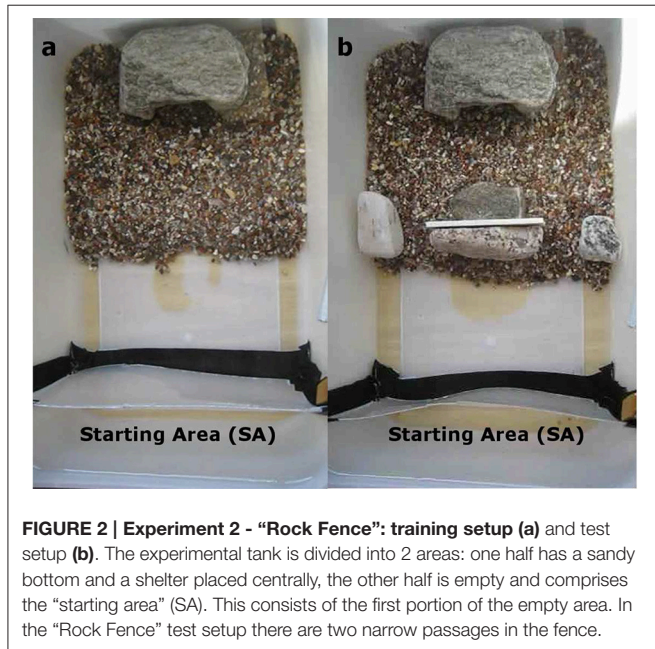 a
b
Starting Area (SA)
Starting Area (SA)
FIGURE 2 | Experiment 2 - “Rock Fence”: training setup (a) and test
setup (b). The experimental tank is divided into 2 areas: one half has a sandy
bottom and a shelter placed centrally, the other half is empty and comprises
the “starting area” (SA). This consists of the first portion of the empty area. In
the “Rock Fence” test setup there are two narrow passages in the fence.